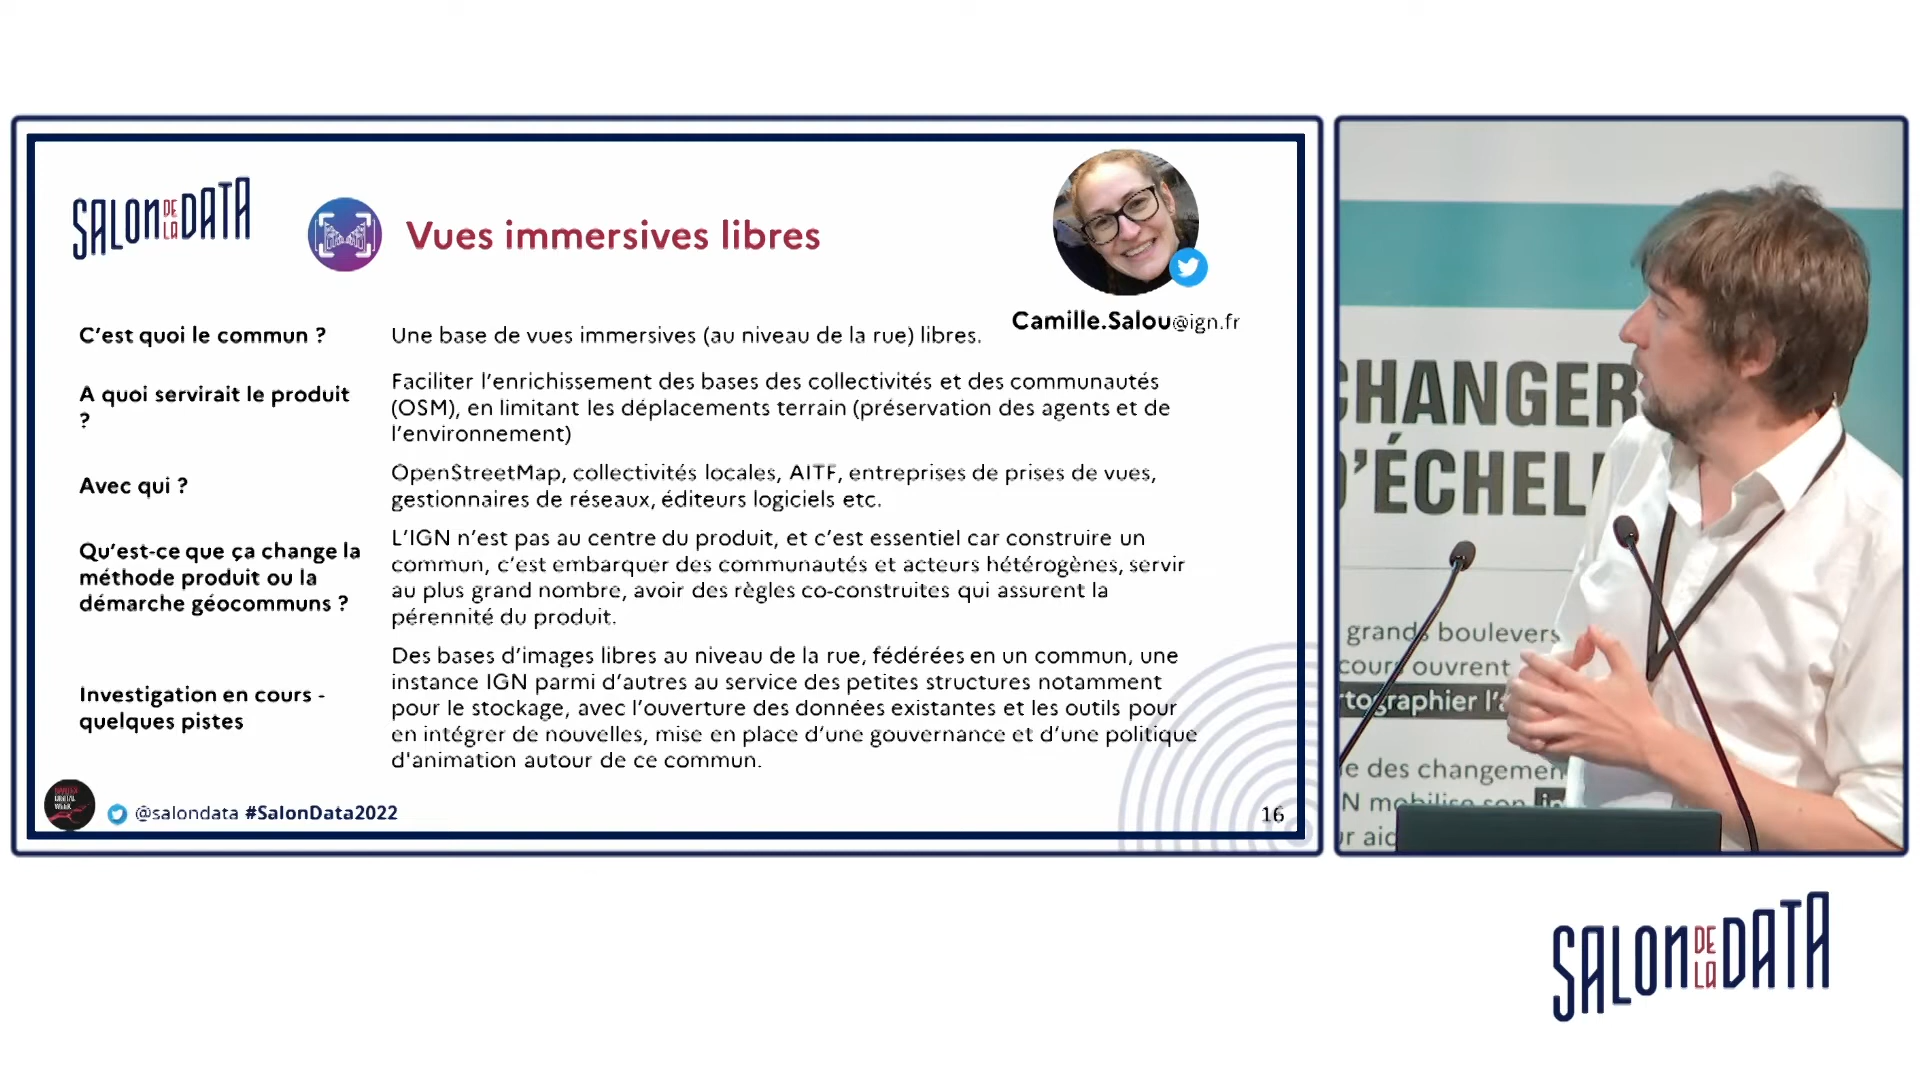 SALON DE LA DATA
Vues immersives libres
Camille.Salou@ign.fr
C'est quoi le commun ?
Une base de vues immersives (au niveau de la rue) libres.
A quoi servirait le produit
?
Faciliter l'enrichissement des bases des collectivités et des communautés
(OSM), en limitant les déplacements terrain (préservation des agents et de
l'environnement)
Avec qui ?
OpenStreetMap, collectivités locales, AITF, entreprises de prises de vues,
gestionnaires de réseaux, éditeurs logiciels etc.
Qu'est-ce que ça change la
méthode produit ou la
démarche géocommuns ?
L'IGN n'est pas au centre du produit, et c'est essentiel car construire un
commun, c'est embarquer des communautés et acteurs hétérogènes, servir
au plus grand nombre, avoir des règles co-construites qui assurent la
pérennité du produit.
Investigation en cours -
quelques pistes
Des bases d'images libres au niveau de la rue, fédérées en un commun, une
instance IGN parmi d'autres au service des petites structures notamment
pour le stockage, avec l'ouverture des données existantes et les outils pour
en intégrer de nouvelles, mise en place d'une gouvernance et d'une politique
d'animation autour de ce commun.
@salondata #SalonData2022
16
CHANGER
D'ÉCHEL
grands boulevers
cours ouvrent
rtographier l'a
e des changemen
N mobilise son in
ur aid
SALON DE LA DATA